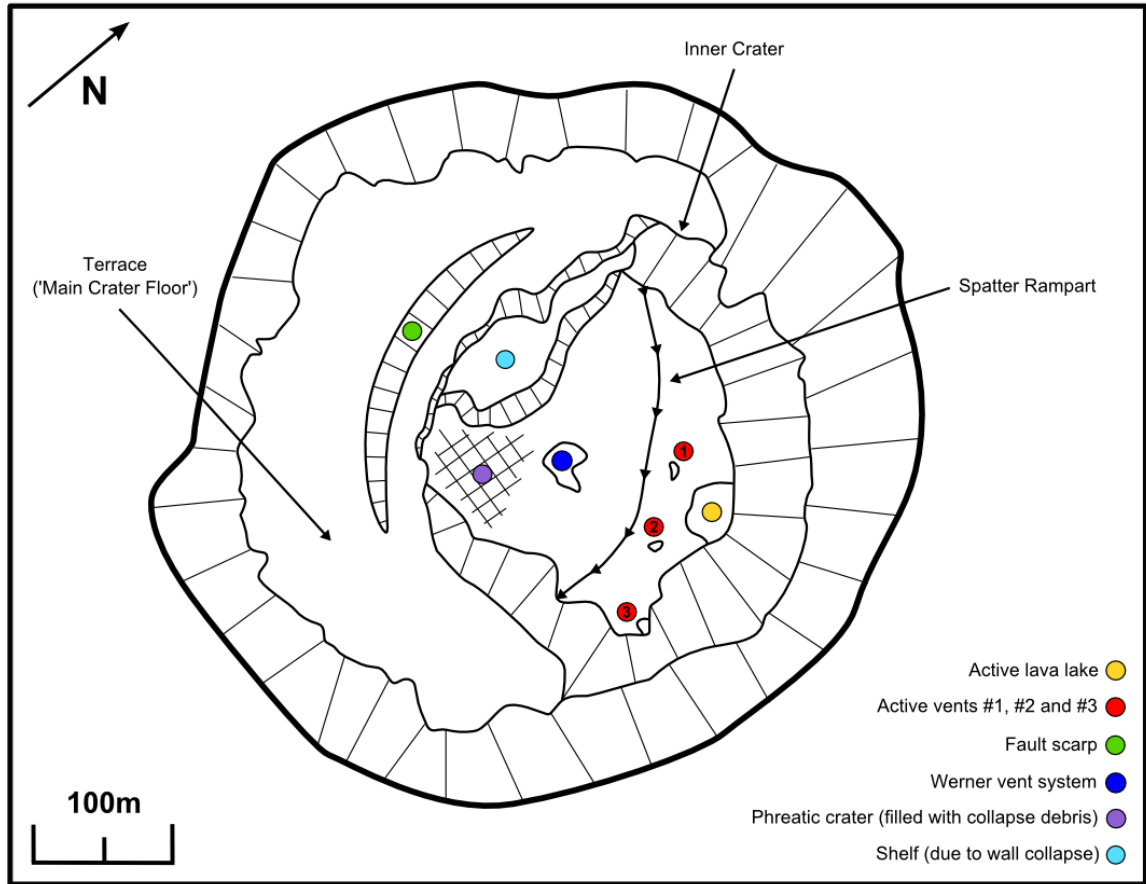 N
Inner Crater
Terrace
('Main Crater Floor')
Spatter Rampart
1
2
3
Active lava lake
Active vents #1, #2 and #3
Fault scarp
Werner vent system
Phreatic crater (filled with collapse debris)
Shelf (due to wall collapse)
100m